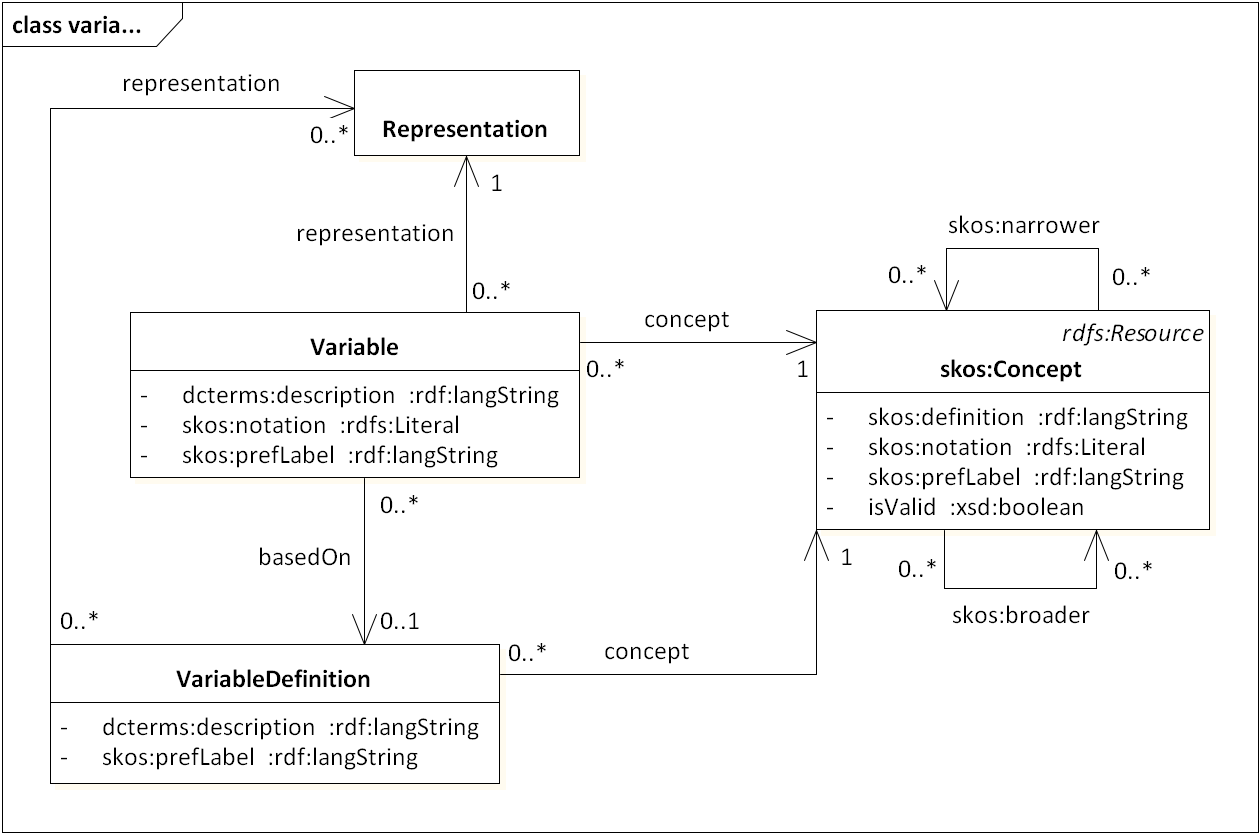 class varia...
representation
0..*
Representation
1
representation
0..*
skos:narrower
0..*
0..*
Variable
- dcterms:description :rdf:langString
- skos:notation :rdfs:Literal
- skos:prefLabel :rdf:langString
concept
0..*
1
rdfs:Resource
skos:Concept
- skos:definition :rdf:langString
- skos:notation :rdfs:Literal
- skos:prefLabel :rdf:langString
- isValid :xsd:boolean
0..*
basedOn
0..1
1
0..*
0..*
skos:broader
0..*
0..*
concept
VariableDefinition
- dcterms:description :rdf:langString
- skos:prefLabel :rdf:langString